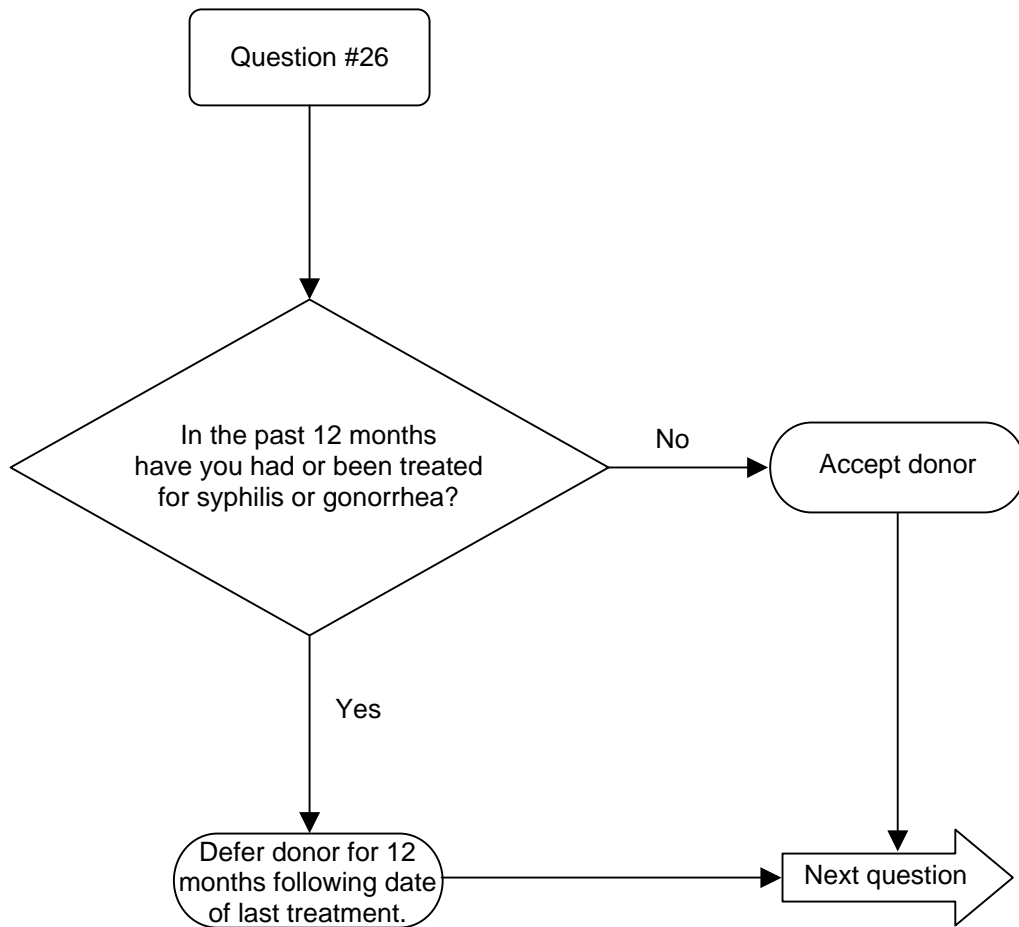 Question #26
In the past 12 months
have you had or been treated
for syphilis or gonorrhea?
No
Accept donor
Yes
Defer donor for 12
months following date
of last treatment.
Next question